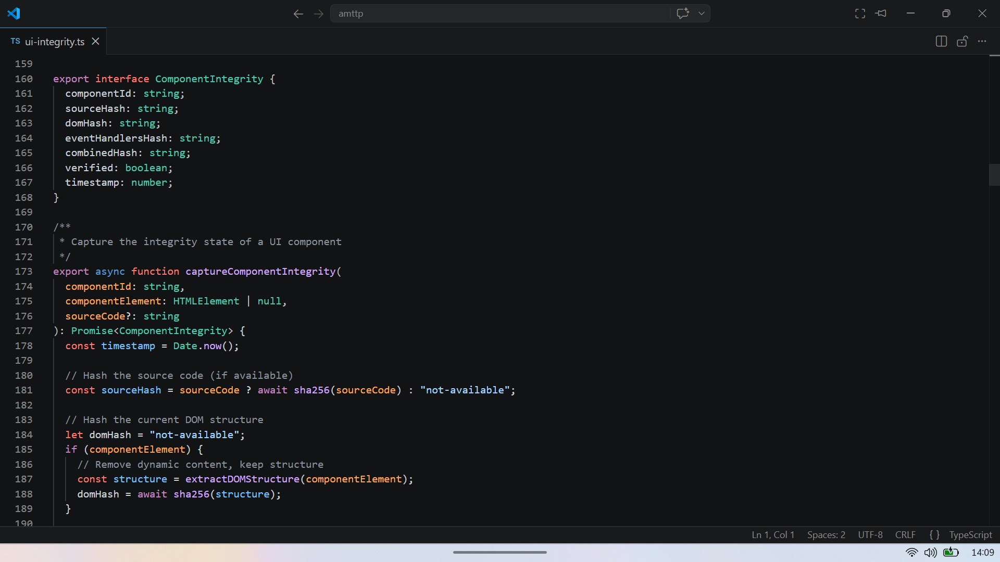 amttp
TS ui-integrity.ts
159
160 export interface ComponentIntegrity {
161 componentId: string;
162 sourceHash: string;
163 domHash: string;
164 eventHandlersHash: string;
165 combinedHash: string;
166 verified: boolean;
167 timestamp: number;
168 }
169
170 /**
171 * Capture the integrity state of a UI component
172 */
173 export async function captureComponentIntegrity(
174 componentId: string,
175 componentElement: HTMLElement | null,
176 sourceCode?: string
177 ): Promise<ComponentIntegrity> {
178 const timestamp = Date.now();
179
180 // Hash the source code (if available)
181 const sourceHash = sourceCode ? await sha256(sourceCode) : "not-available";
182
183 // Hash the current DOM structure
184 let domHash = "not-available";
185 if (componentElement) {
186 // Remove dynamic content, keep structure
187 const structure = extractDOMStructure(componentElement);
188 domHash = await sha256(structure);
189 }
190
Ln 1, Col 1 Spaces: 2 UTF-8 CRLF { } TypeScript
14:09